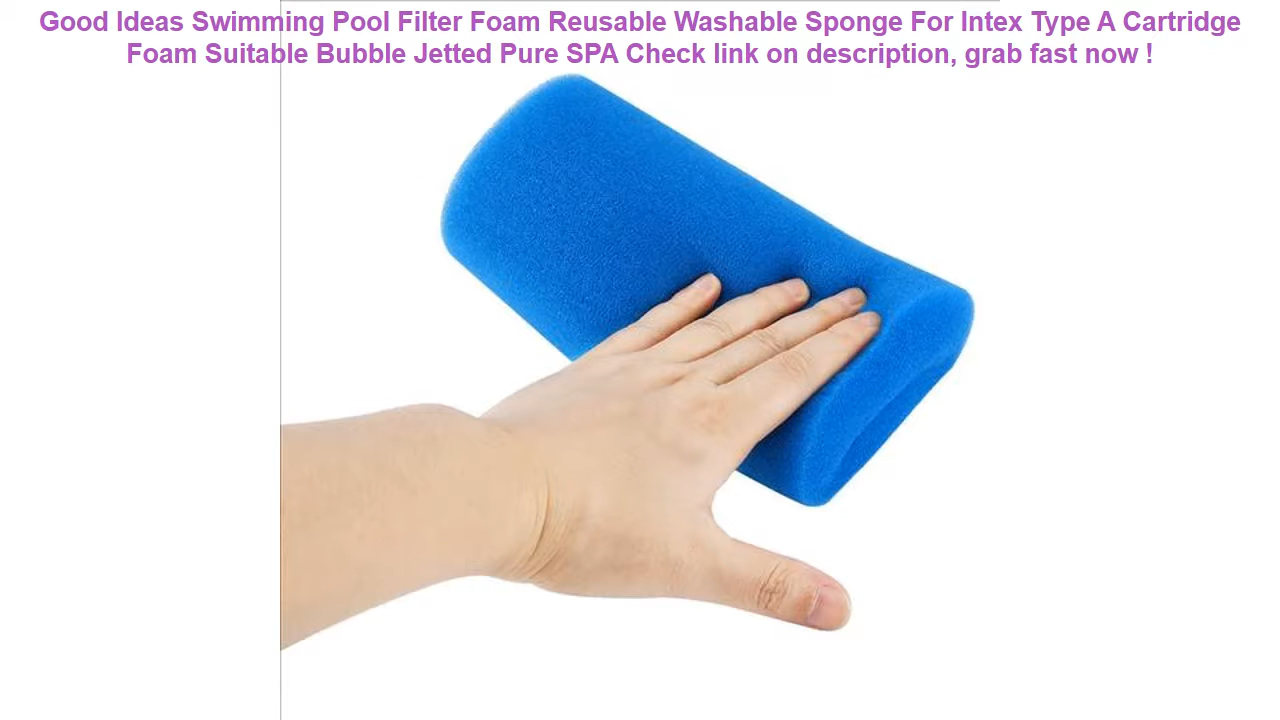 Good Ideas Swimming Pool Filter Foam Reusable Washable Sponge For Intex Type A Cartridge
Foam Suitable Bubble Jetted Pure SPA Check link on description, grab fast now !